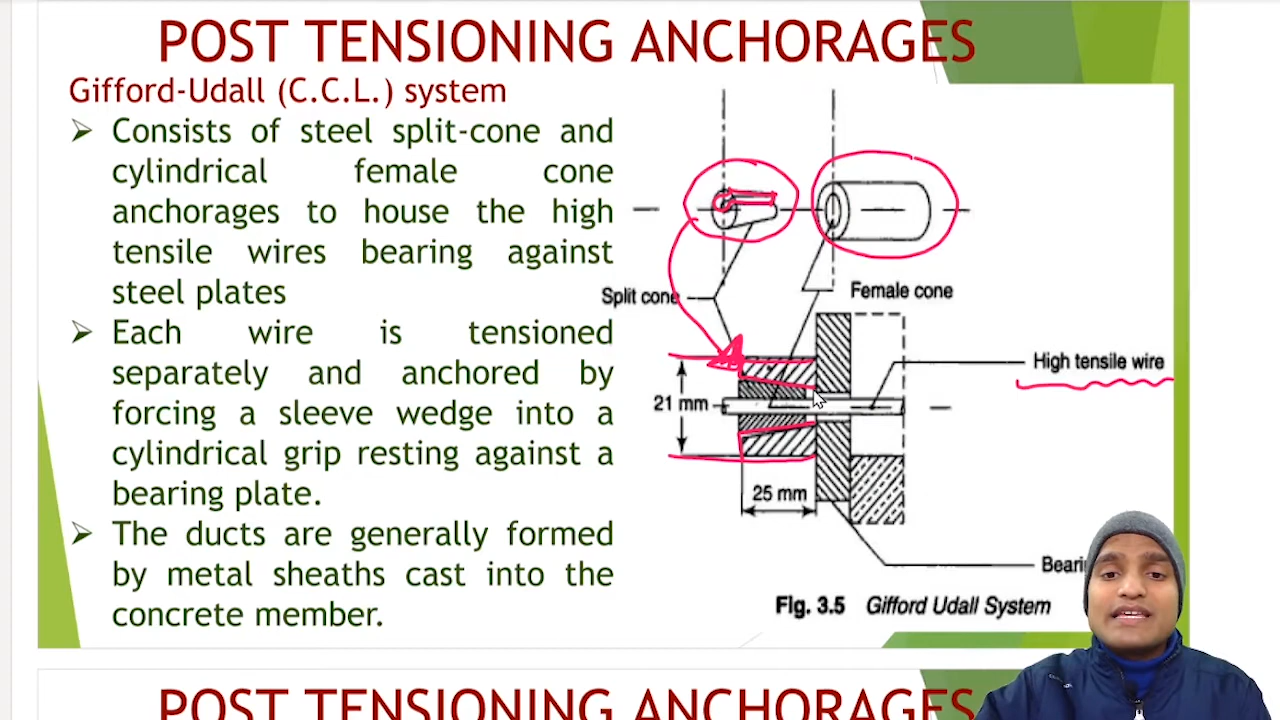 POST TENSIONING ANCHORAGES
Gifford-Udall (C.C.L.) system
➢ Consists of steel split-cone and
cylindrical female cone
anchorages to house the high
tensile wires bearing against
steel plates
➢ Each wire is tensioned
separately and anchored by
forcing a sleeve wedge into a
cylindrical grip resting against a
bearing plate.
➢ The ducts are generally formed
by metal sheaths cast into the
concrete member.
Split cone
Female cone
High tensile wire
21 mm
25 mm
Beari
Fig. 3.5 Gifford Udall System
POST TENSIONING ANCHORAGES